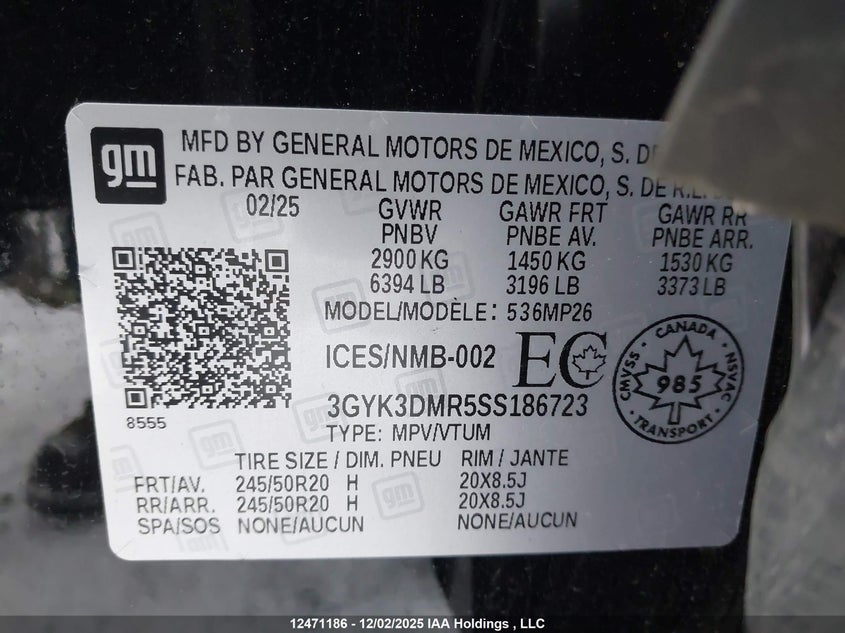 gm
MFD BY GENERAL MOTORS DE MEXICO, S. DE
FAB. PAR GENERAL MOTORS DE MEXICO, S. DE R.L.
02/25 GVWR GAWR FRT GAWR RR
PNBV PNBE AV. PNBE ARR.
2900 KG 1450 KG 1530 KG
6394 LB 3196 LB 3373 LB
MODEL/MODÈLE: 536MP26
ICES/NMB-002 EC
CANADA
CMVSS 985 NSVAC
TRANSPORT
3GYK3DMR5SS186723
8555
TYPE: MPV/VTUM
TIRE SIZE / DIM. PNEU RIM / JANTE
FRT/AV. 245/50R20 H 20X8.5J
RR/ARR. 245/50R20 H 20X8.5J
SPA/SOS NONE/AUCUN NONE/AUCUN
12471186 - 12/02/2025 IAA Holdings , LLC